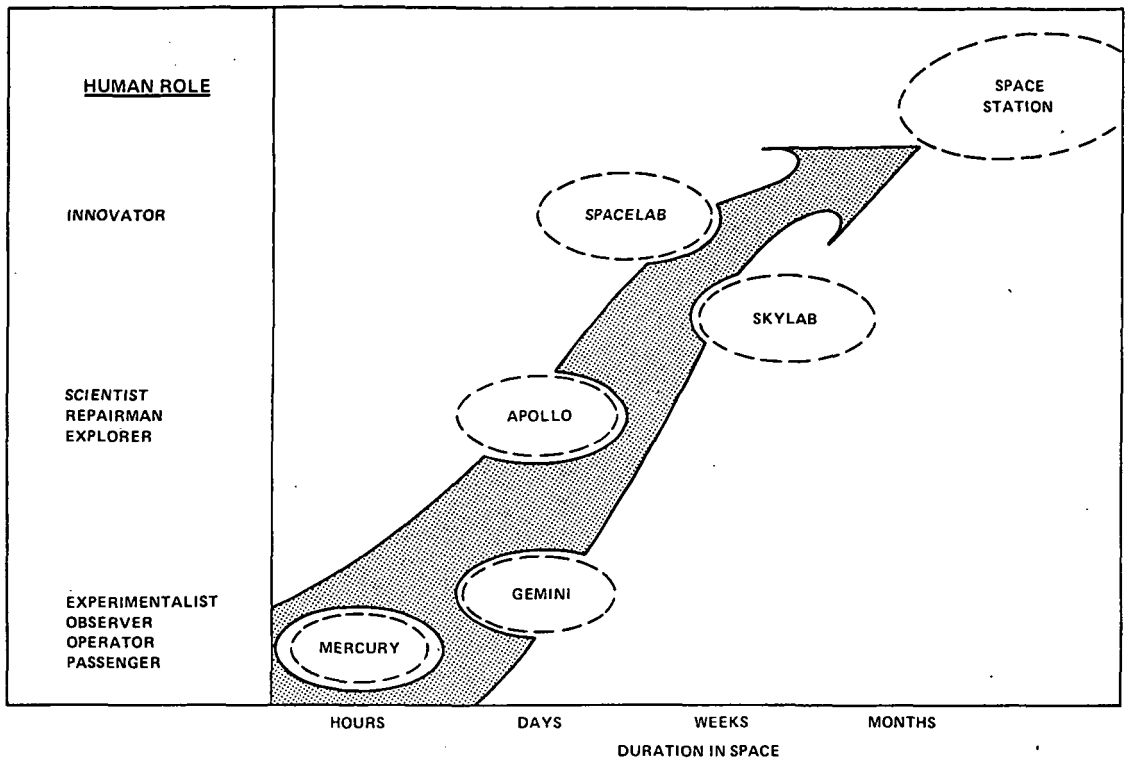 HUMAN ROLE
SPACE
STATION
INNOVATOR
SPACELAB
SKYLAB
SCIENTIST
REPAIRMAN
EXPLORER
APOLLO
EXPERIMENTALIST
OBSERVER
OPERATOR
PASSENGER
GEMINI
MERCURY
HOURS
DAYS
WEEKS
MONTHS
DURATION IN SPACE